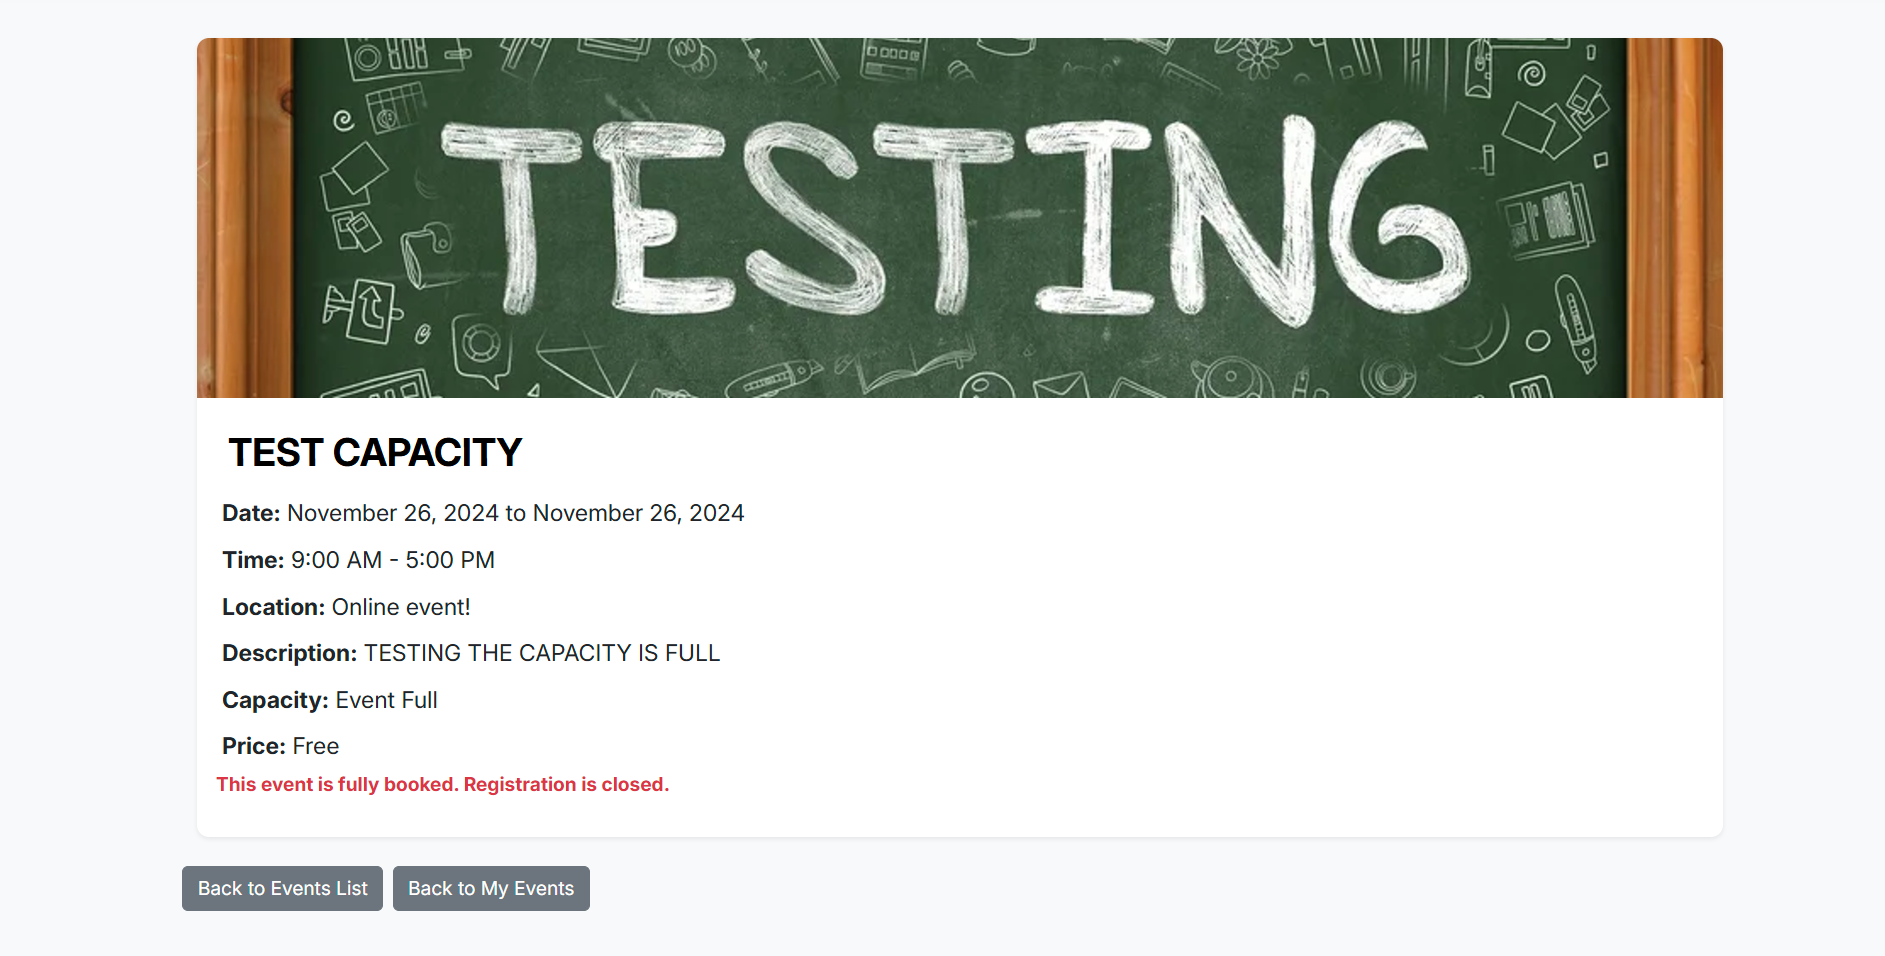 TESTING
TEST CAPACITY
Date: November 26, 2024 to November 26, 2024
Time: 9:00 AM - 5:00 PM
Location: Online event!
Description: TESTING THE CAPACITY IS FULL
Capacity: Event Full
Price: Free
This event is fully booked. Registration is closed.
Back to Events List
Back to My Events